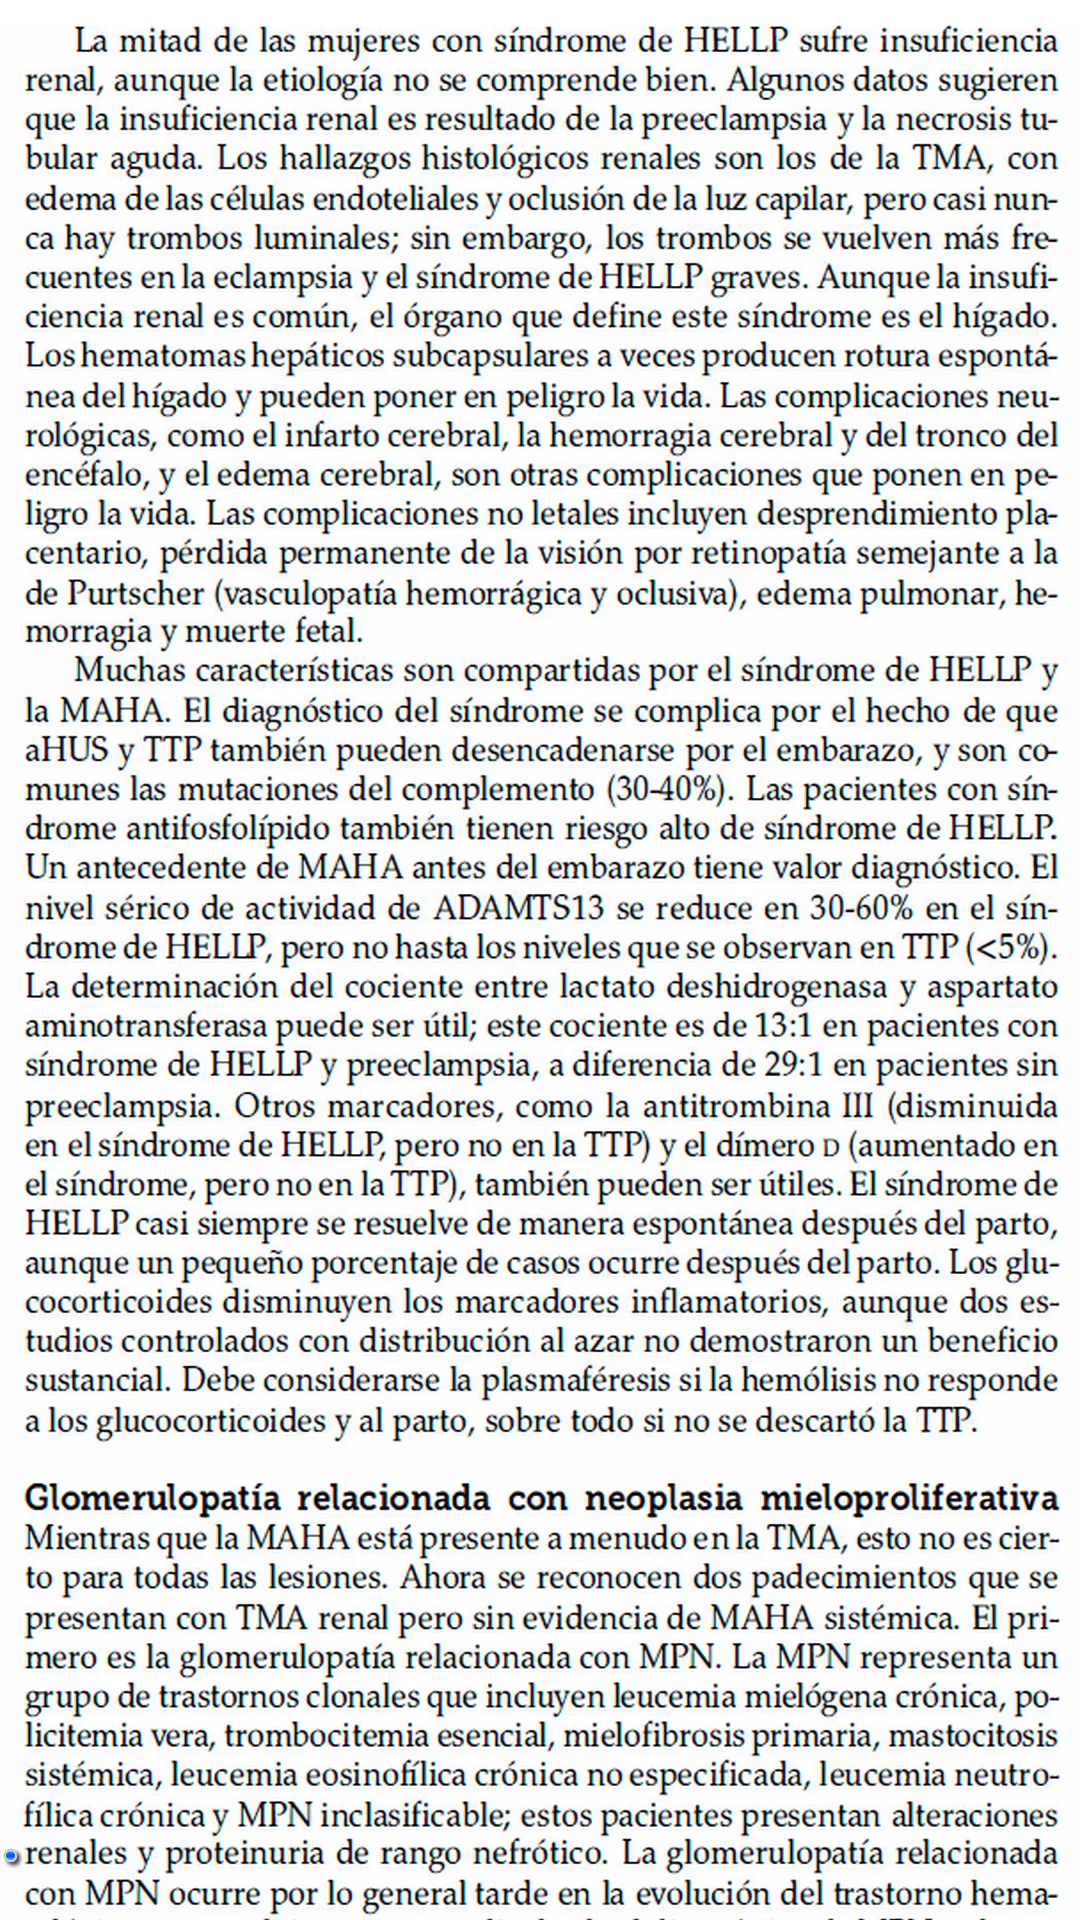 La mitad de las mujeres con síndrome de HELLP sufre insuficiencia
renal, aunque la etiología no se comprende bien. Algunos datos sugieren
que la insuficiencia renal es resultado de la preeclampsia y la necrosis tu-
bular aguda. Los hallazgos histológicos renales son los de la TMA, con
edema de las células endoteliales y oclusión de la luz capilar, pero casi nun-
ca hay trombos luminales; sin embargo, los trombos se vuelven más fre-
cuentes en la eclampsia y el síndrome de HELLP graves. Aunque la insufi-
ciencia renal es común, el órgano que define este síndrome es el hígado.
Los hematomas hepáticos subcapsulares a veces producen rotura espontá-
nea del hígado y pueden poner en peligro la vida. Las complicaciones neu-
rológicas, como el infarto cerebral, la hemorragia cerebral y del tronco del
encéfalo, y el edema cerebral, son otras complicaciones que ponen en pe-
ligro la vida. Las complicaciones no letales incluyen desprendimiento pla-
centario, pérdida permanente de la visión por retinopatía semejante a la
de Purtscher (vasculopatía hemorrágica y oclusiva), edema pulmonar, he-
morragia y muerte fetal.
Muchas características son compartidas por el síndrome de HELLP y
la MAHA. El diagnóstico del síndrome se complica por el hecho de que
aHUS y TTP también pueden desencadenarse por el embarazo, y son co-
munes las mutaciones del complemento (30-40%). Las pacientes con sín-
drome antifosfolípido también tienen riesgo alto de síndrome de HELLP.
Un antecedente de MAHA antes del embarazo tiene valor diagnóstico. El
nivel sérico de actividad de ADAMTS13 se reduce en 30-60% en el sín-
drome de HELLP, pero no hasta los niveles que se observan en TTP (<5%).
La determinación del cociente entre lactato deshidrogenasa y aspartato
aminotransferasa puede ser útil; este cociente es de 13:1 en pacientes con
síndrome de HELLP y preeclampsia, a diferencia de 29:1 en pacientes sin
preeclampsia. Otros marcadores, como la antitrombina III (disminuida
en el síndrome de HELLP, pero no en la TTP) y el dímero D (aumentado en
el síndrome, pero no en la TTP), también pueden ser útiles. El síndrome de
HELLP casi siempre se resuelve de manera espontánea después del parto,
aunque un pequeño porcentaje de casos ocurre después del parto. Los glu-
cocorticoides disminuyen los marcadores inflamatorios, aunque dos es-
tudios controlados con distribución al azar no demostraron un beneficio
sustancial. Debe considerarse la plasmaféresis si la hemólisis no responde
a los glucocorticoides y al parto, sobre todo si no se descartó la TTP.
Glomerulopatía relacionada con neoplasia mieloproliferativa
Mientras que la MAHA está presente a menudo en la TMA, esto no es cier-
to para todas las lesiones. Ahora se reconocen dos padecimientos que se
presentan con TMA renal pero sin evidencia de MAHA sistémica. El pri-
mero es la glomerulopatía relacionada con MPN. La MPN representa un
grupo de trastornos clonales que incluyen leucemia mielógena crónica, po-
licitemia vera, trombocitemia esencial, mielofibrosis primaria, mastocitosis
sistémica, leucemia eosinofílica crónica no especificada, leucemia neutro-
fílica crónica y MPN inclasificable; estos pacientes presentan alteraciones
renales y proteinuria de rango nefrótico. La glomerulopatía relacionada
con MPN ocurre por lo general tarde en la evolución del trastorno hema-